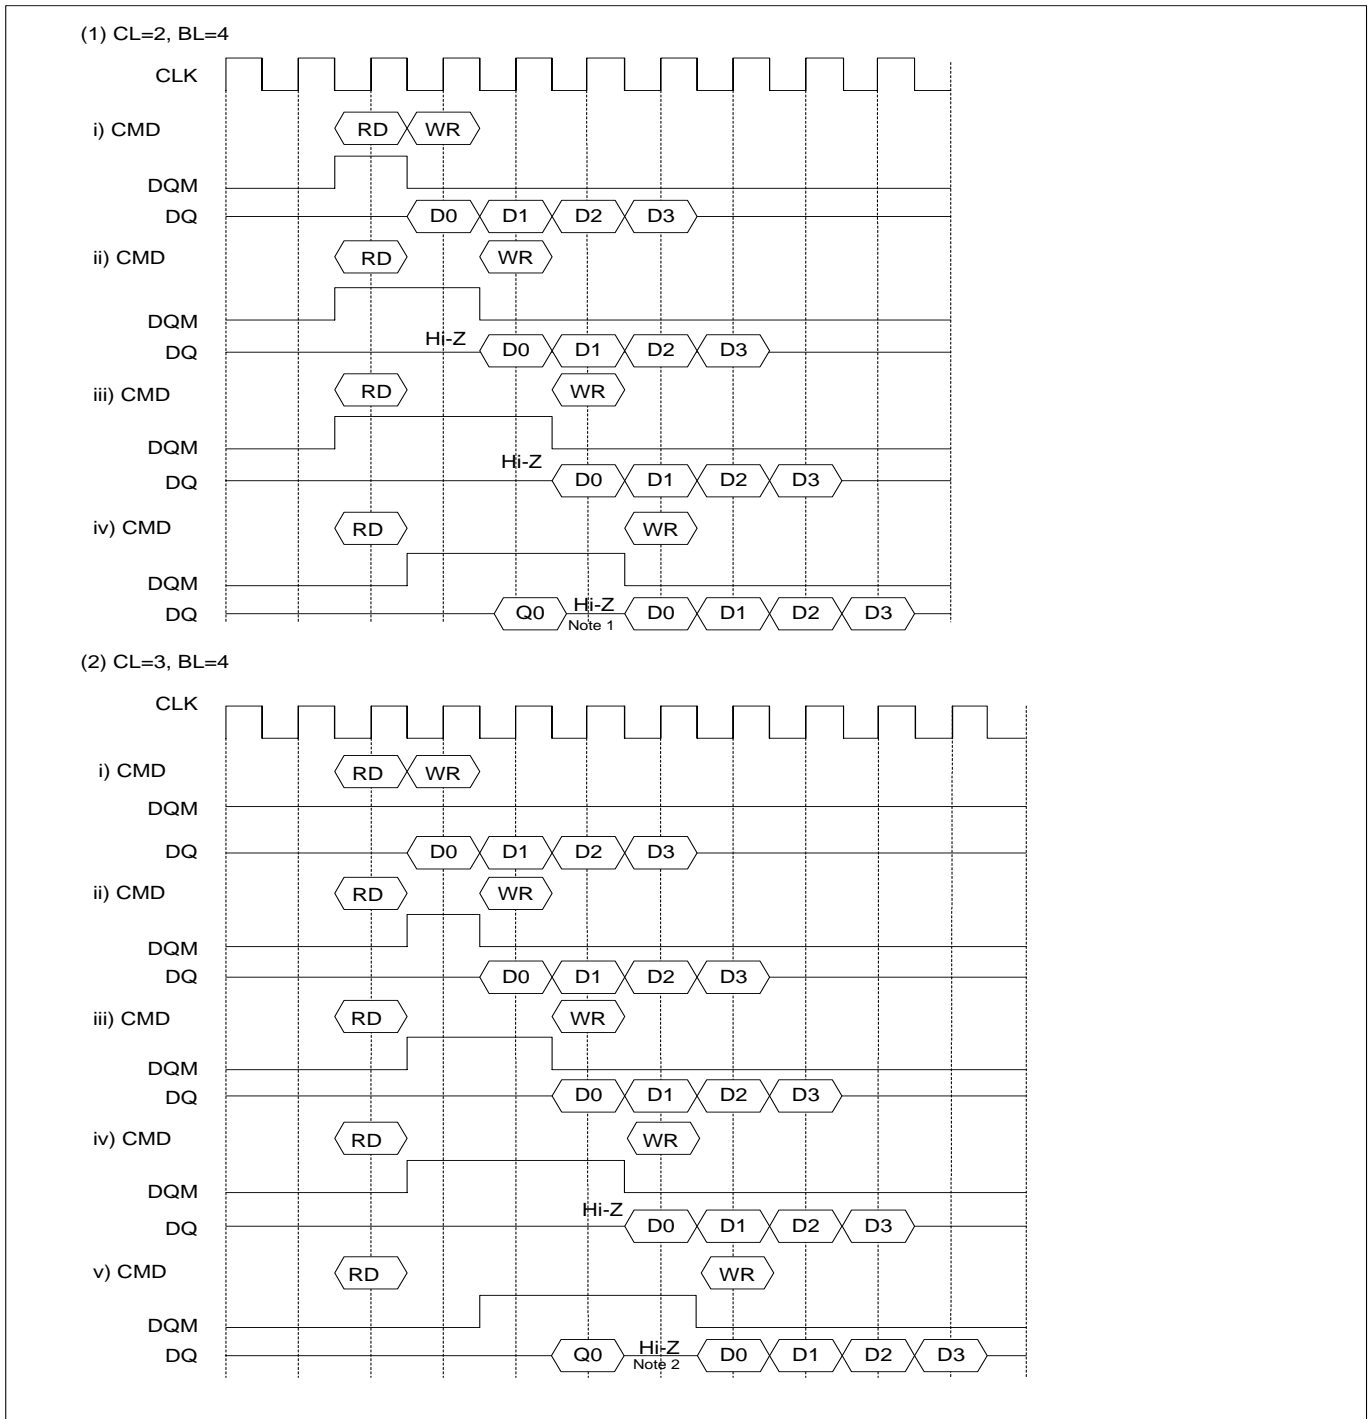 (1) CL=2, BL=4
CLK
i) CMD RD WR
DQM
DQ D0 D1 D2 D3
ii) CMD RD WR
DQM
DQ Hi-Z D0 D1 D2 D3
iii) CMD RD WR
DQM
DQ Hi-Z D0 D1 D2 D3
iv) CMD RD WR
DQM
DQ Q0 Hi-Z D0 D1 D2 D3
Note 1
(2) CL=3, BL=4
CLK
i) CMD RD WR
DQM
DQ D0 D1 D2 D3
ii) CMD RD WR
DQM
DQ D0 D1 D2 D3
iii) CMD RD WR
DQM
DQ D0 D1 D2 D3
iv) CMD RD WR
DQM
DQ Hi-Z D0 D1 D2 D3
v) CMD RD WR
DQM
DQ Q0 Hi-Z D0 D1 D2 D3
Note 2